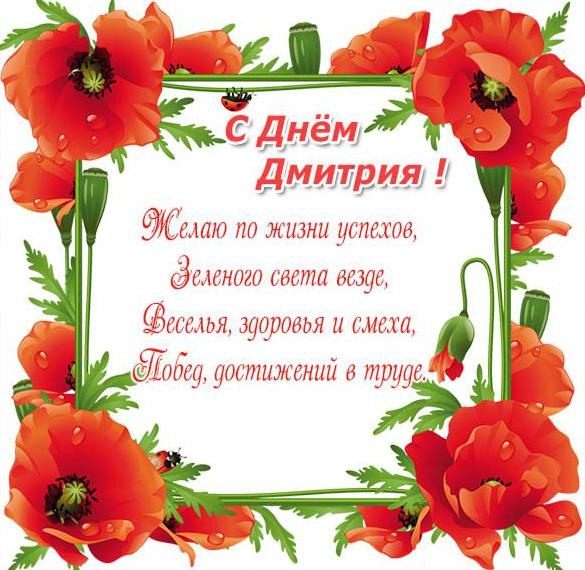 С Днём
Дмитрия !
Желаю по жизни успехов,
Зеленого света везде,
Веселья, здоровья и смеха,
Побед, достижений в труде.